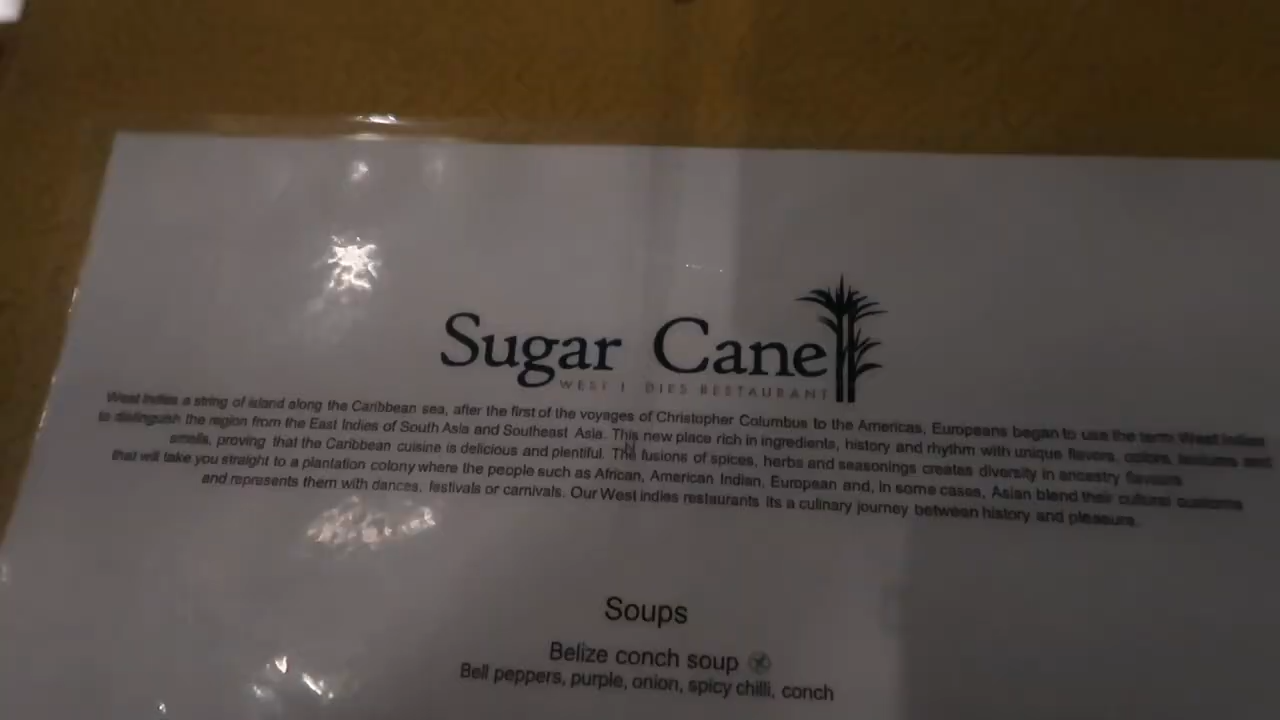 Sugar Cane
WEST I DIES RESTAURANT
West Indies a string of island along the Caribbean sea, after the first of the voyages of Christopher Columbus to the Americas, Europeans began to use the term West Indies
to distinguish the region from the East Indies of South Asia and Southeast Asia. This new place rich in ingredients, history and rhythm with unique flavors, colors, and
smells, proving that the Caribbean cuisine is delicious and plentiful. The fusions of spices, herbs and seasonings creates diversity in ancestry flavours
that will take you straight to a plantation colony where the people such as African, American Indian, European and, in some cases, Asian blend their cultural customs
and represents them with dances, festivals or carnivals. Our West indies restaurants its a culinary journey between history and pleasure.
Soups
Belize conch soup
Bell peppers, purple, onion, spicy chilli, conch